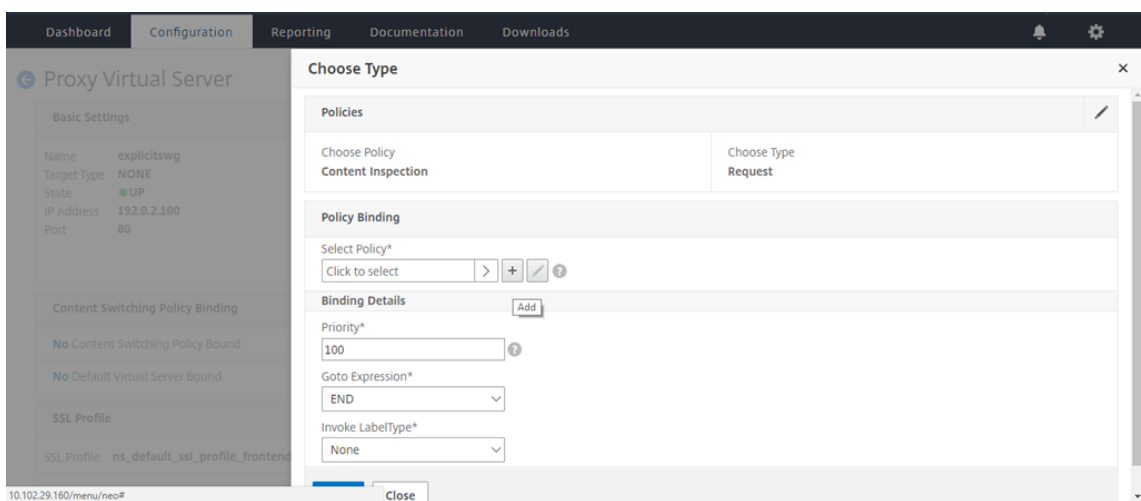 Dashboard Configuration Reporting Documentation Downloads
Proxy Virtual Server
Basic Settings
Name explicitswg
Target Type NONE
State UP
IP Address 192.0.2.100
Port 80
Content Switching Policy Binding
No Content Switching Policy Bound
No Default Virtual Server Bound
SSL Profile
SSL Profile ns_default_ssl_profile_frontend
10.102.29.160/menu/neo#
Choose Type ×
Policies
Choose Policy Choose Type
Content Inspection Request
Policy Binding
Select Policy*
Click to select > + ?
Add
Binding Details
Priority*
100 ?
Goto Expression*
END
Invoke LabelType*
None
Close